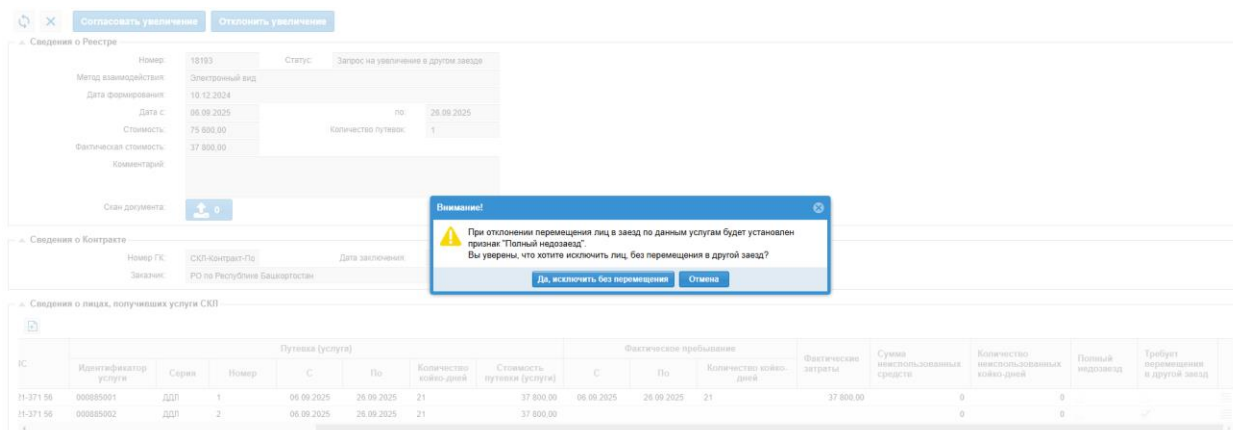 Согласовать увеличение Отклонить увеличение
Сведения о Реестре
Номер: 18193 Статус: Запрос на увеличение в другом заезде
Метод взаимодействия: Электронный вид
Дата формирования: 10.12.2024
Дата с: 06.09.2025 по: 26.09.2025
Стоимость: 75 600,00 Количество путевок: 1
Фактическая стоимость: 37 800,00
Комментарий:
Скан документа: 0
Внимание!
При отклонении перемещения лиц в заезд по данным услугам будет установлен
признак "Полный недозаезд".
Вы уверены, что хотите исключить лиц, без перемещения в другой заезд?
Да, исключить без перемещения Отмена
Сведения о Контракте
Номер ГК: СКЛ-Контракт-По Дата заключения:
Заказчик: РО по Республике Башкортостан
Сведения о лицах, получивших услуги СКЛ
Путевка (услуга) Фактическое пребывание
ІС Идентификатор услуги Серия Номер С По Количество койко-дней Стоимость путевки (услуги) С По Количество койко-дней Фактические затраты Сумма неиспользованных средств Количество неиспользованных койко-дней Полный недозаезд Требует перемещения в другой заезд
21-371 56 000885001 ДДЛ 1 06.09.2025 26.09.2025 21 37 800,00 06.09.2025 26.09.2025 21 37 800,00 0 0
21-371 56 000885002 ДДЛ 2 06.09.2025 26.09.2025 21 37 800,00 0 0